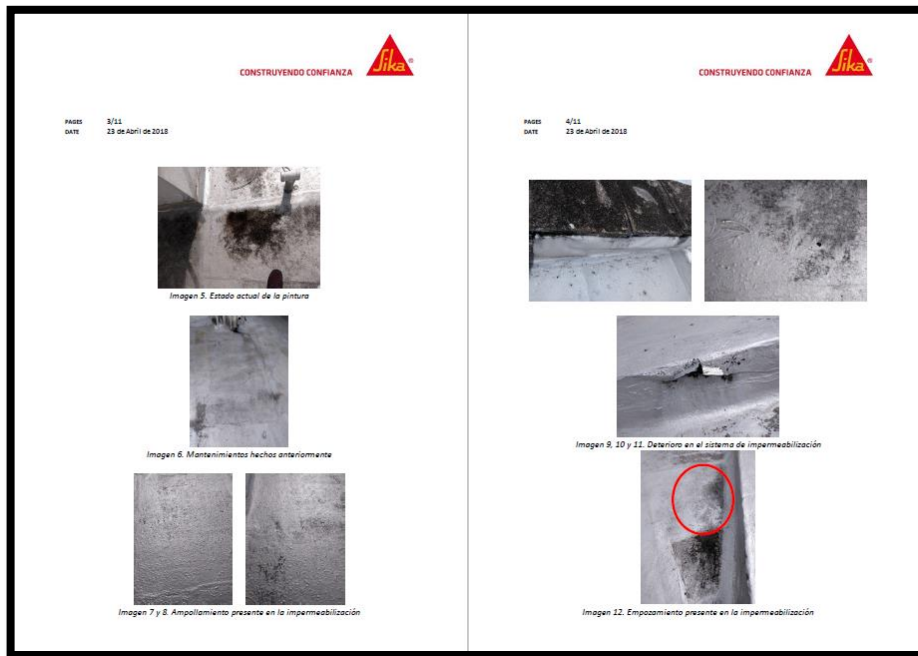 CONSTRUYENDO CONFIANZA
Sika®
PAGES 3/11
DATE 23 de Abril de 2018
Imagen 5. Estado actual de la pintura
Imagen 6. Mantenimientos hechos anteriormente
Imagen 7 y 8. Ampollamiento presente en la impermeabilización
CONSTRUYENDO CONFIANZA
Sika®
PAGES 4/11
DATE 23 de Abril de 2018
Imagen 9, 10 y 11. Deterioro en el sistema de impermeabilización
Imagen 12. Empozamiento presente en la impermeabilización